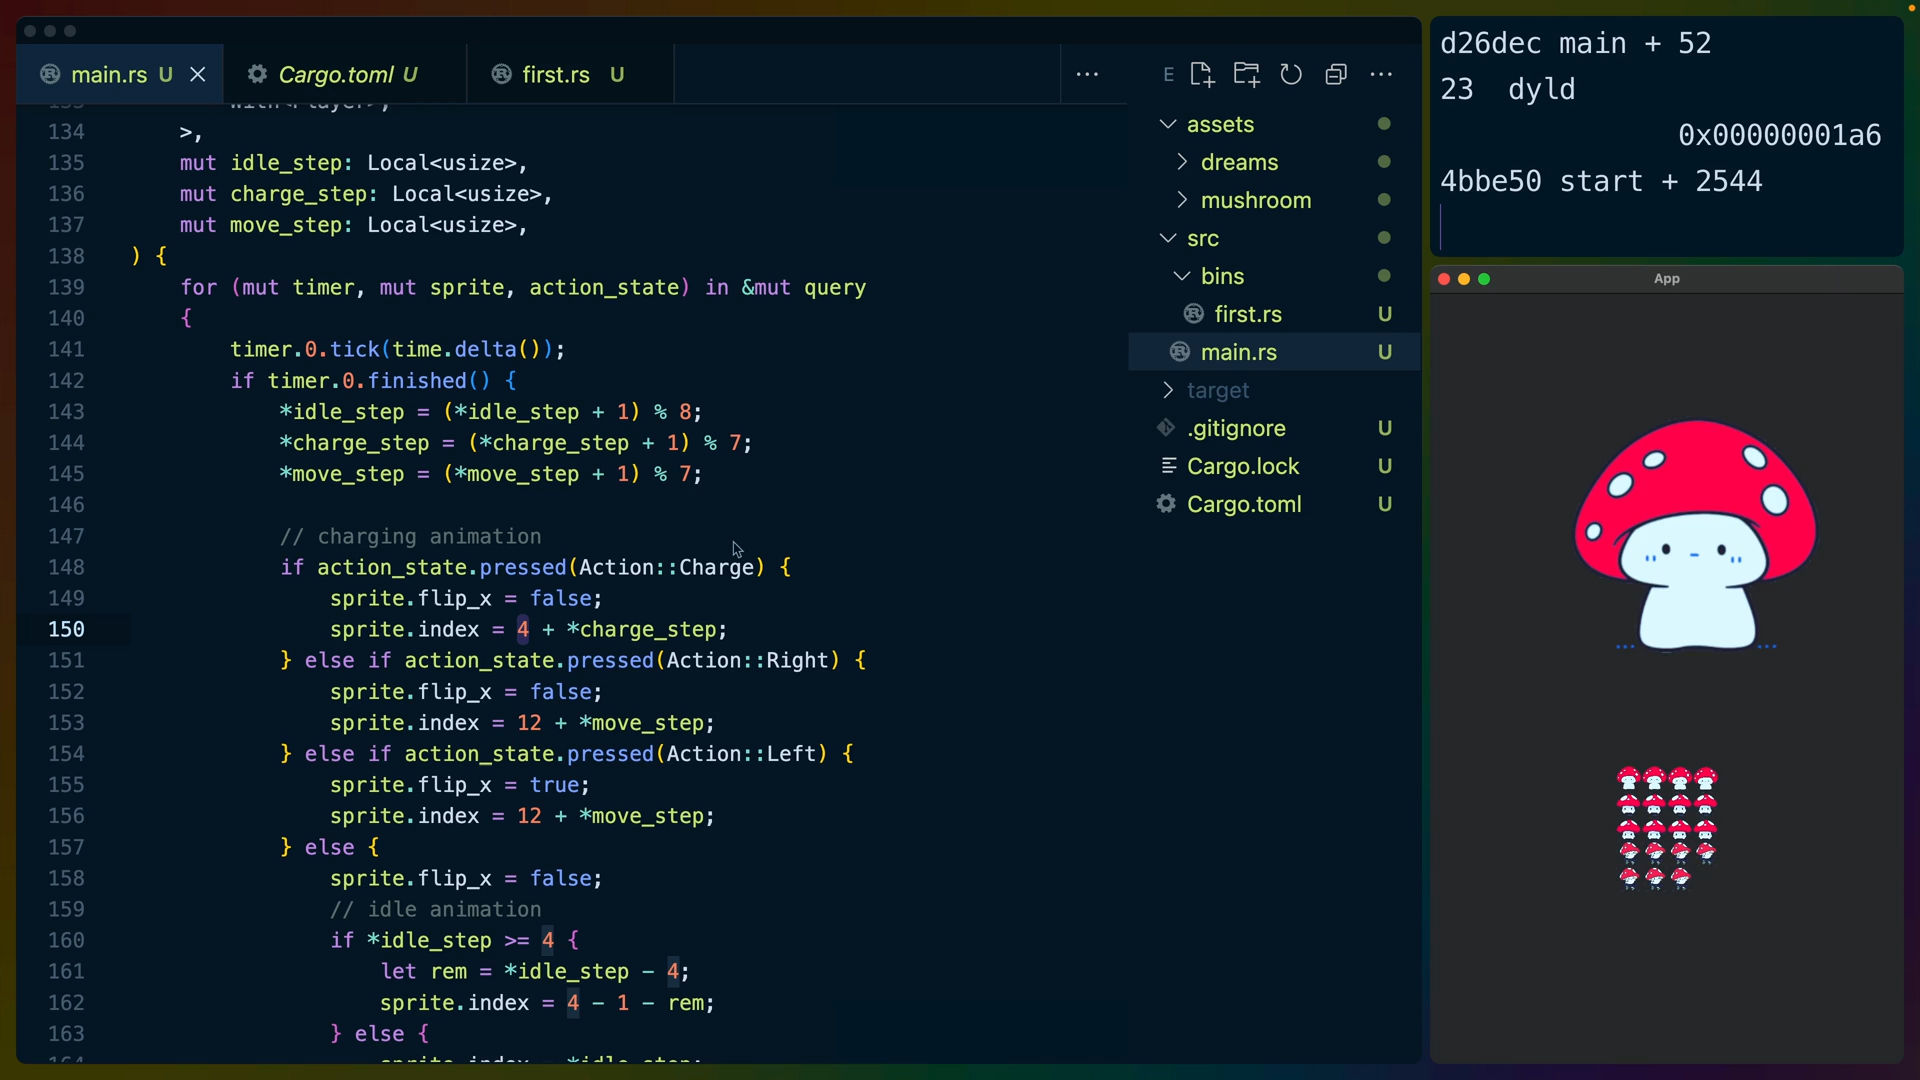 main.rs U
Cargo.toml U
first.rs U
with<Player>,
134 >,
135 mut idle_step: Local<usize>,
136 mut charge_step: Local<usize>,
137 mut move_step: Local<usize>,
138 ) {
139 for (mut timer, mut sprite, action_state) in &mut query
140 {
141 timer.0.tick(time.delta());
142 if timer.0.finished() {
143 *idle_step = (*idle_step + 1) % 8;
144 *charge_step = (*charge_step + 1) % 7;
145 *move_step = (*move_step + 1) % 7;
146
147 // charging animation
148 if action_state.pressed(Action::Charge) {
149 sprite.flip_x = false;
150 sprite.index = 4 + *charge_step;
151 } else if action_state.pressed(Action::Right) {
152 sprite.flip_x = false;
153 sprite.index = 12 + *move_step;
154 } else if action_state.pressed(Action::Left) {
155 sprite.flip_x = true;
156 sprite.index = 12 + *move_step;
157 } else {
158 sprite.flip_x = false;
159 // idle animation
160 if *idle_step >= 4 {
161 let rem = *idle_step - 4;
162 sprite.index = 4 - 1 - rem;
163 } else {
164 sprite.index = *idle_step;
E
assets
dreams
mushroom
src
bins
first.rs U
main.rs U
target
.gitignore U
Cargo.lock U
Cargo.toml U
d26dec main + 52
23 dyld
0x00000001a6
4bbe50 start + 2544
App